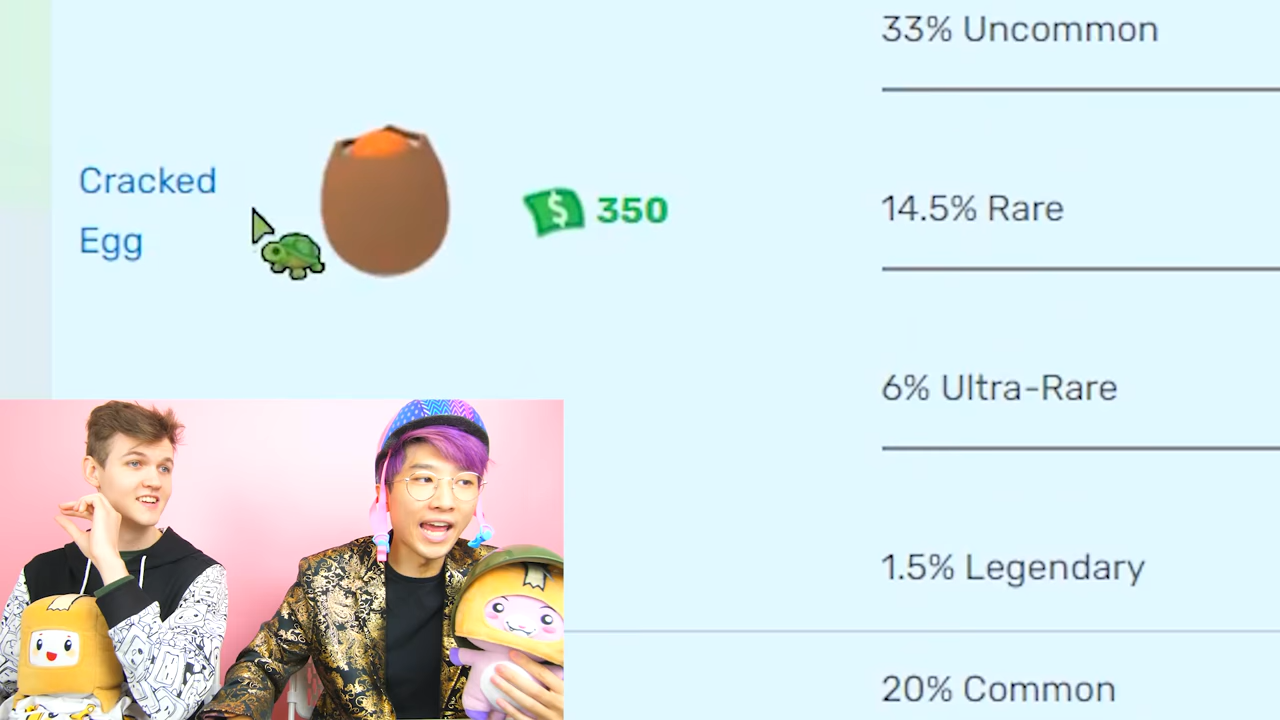 33% Uncommon
Cracked
Egg
$ 350
14.5% Rare
6% Ultra-Rare
1.5% Legendary
20% Common